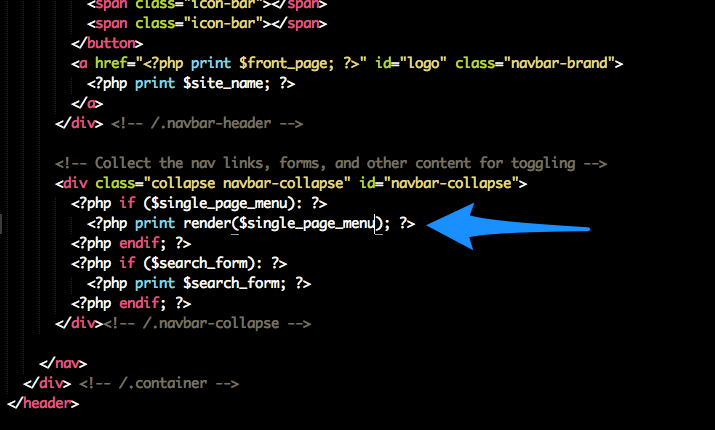 <span class="icon-bar"></span>
<span class="icon-bar"></span>
</button>
<a href="<?php print $front_page; ?>" id="logo" class="navbar-brand">
<?php print $site_name; ?>
</a>
</div> <!-- /.navbar-header -->
<!-- Collect the nav links, forms, and other content for toggling -->
<div class="collapse navbar-collapse" id="navbar-collapse">
<?php if ($single_page_menu): ?>
<?php print render($single_page_menu); ?>
<?php endif; ?>
<?php if ($search_form): ?>
<?php print $search_form; ?>
<?php endif; ?>
</div><!-- /.navbar-collapse -->
</nav>
</div> <!-- /.container -->
</header>